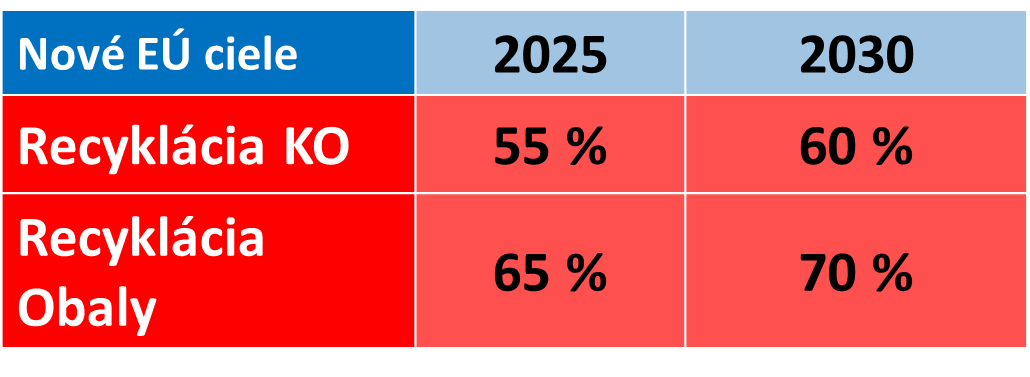 Nové EÚ ciele 2025 2030
Recyklácia KO 55 % 60 %
Recyklácia
Obaly 65 % 70 %